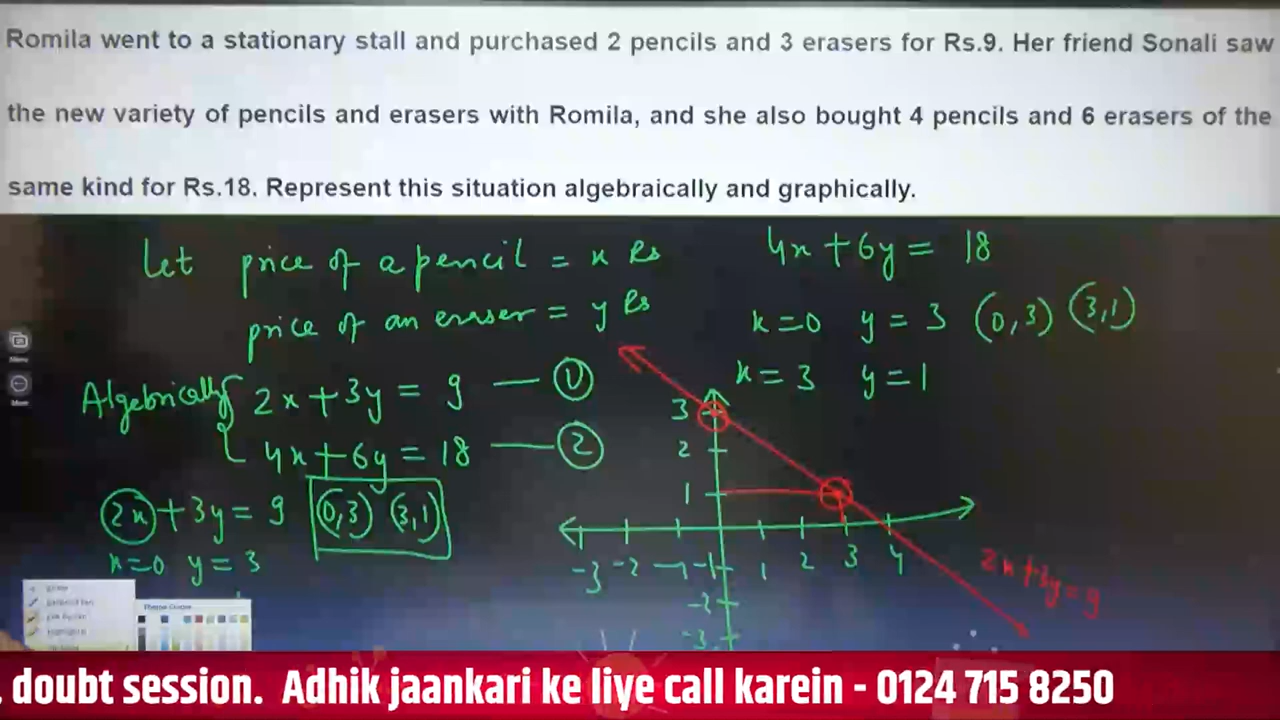 Romila went to a stationary stall and purchased 2 pencils and 3 erasers for Rs.9. Her friend Sonali saw
the new variety of pencils and erasers with Romila, and she also bought 4 pencils and 6 erasers of the
same kind for Rs.18. Represent this situation algebraically and graphically.
Let price of a pencil = x Rs
price of an eraser = y Rs
Algebrically { 2x + 3y = 9 — ①
4x + 6y = 18 — ②
2x + 3y = 9 (0,3) (3,1)
x=0 y = 3
4x + 6y = 18
x=0 y = 3 (0,3) (3,1)
x = 3 y = 1
3
2
1
-3 -2 -1 -1 1 2 3 4
-2
-3
2x+3y=9
Theme Colors
doubt session. Adhik jaankari ke liye call karein - 0124 715 8250